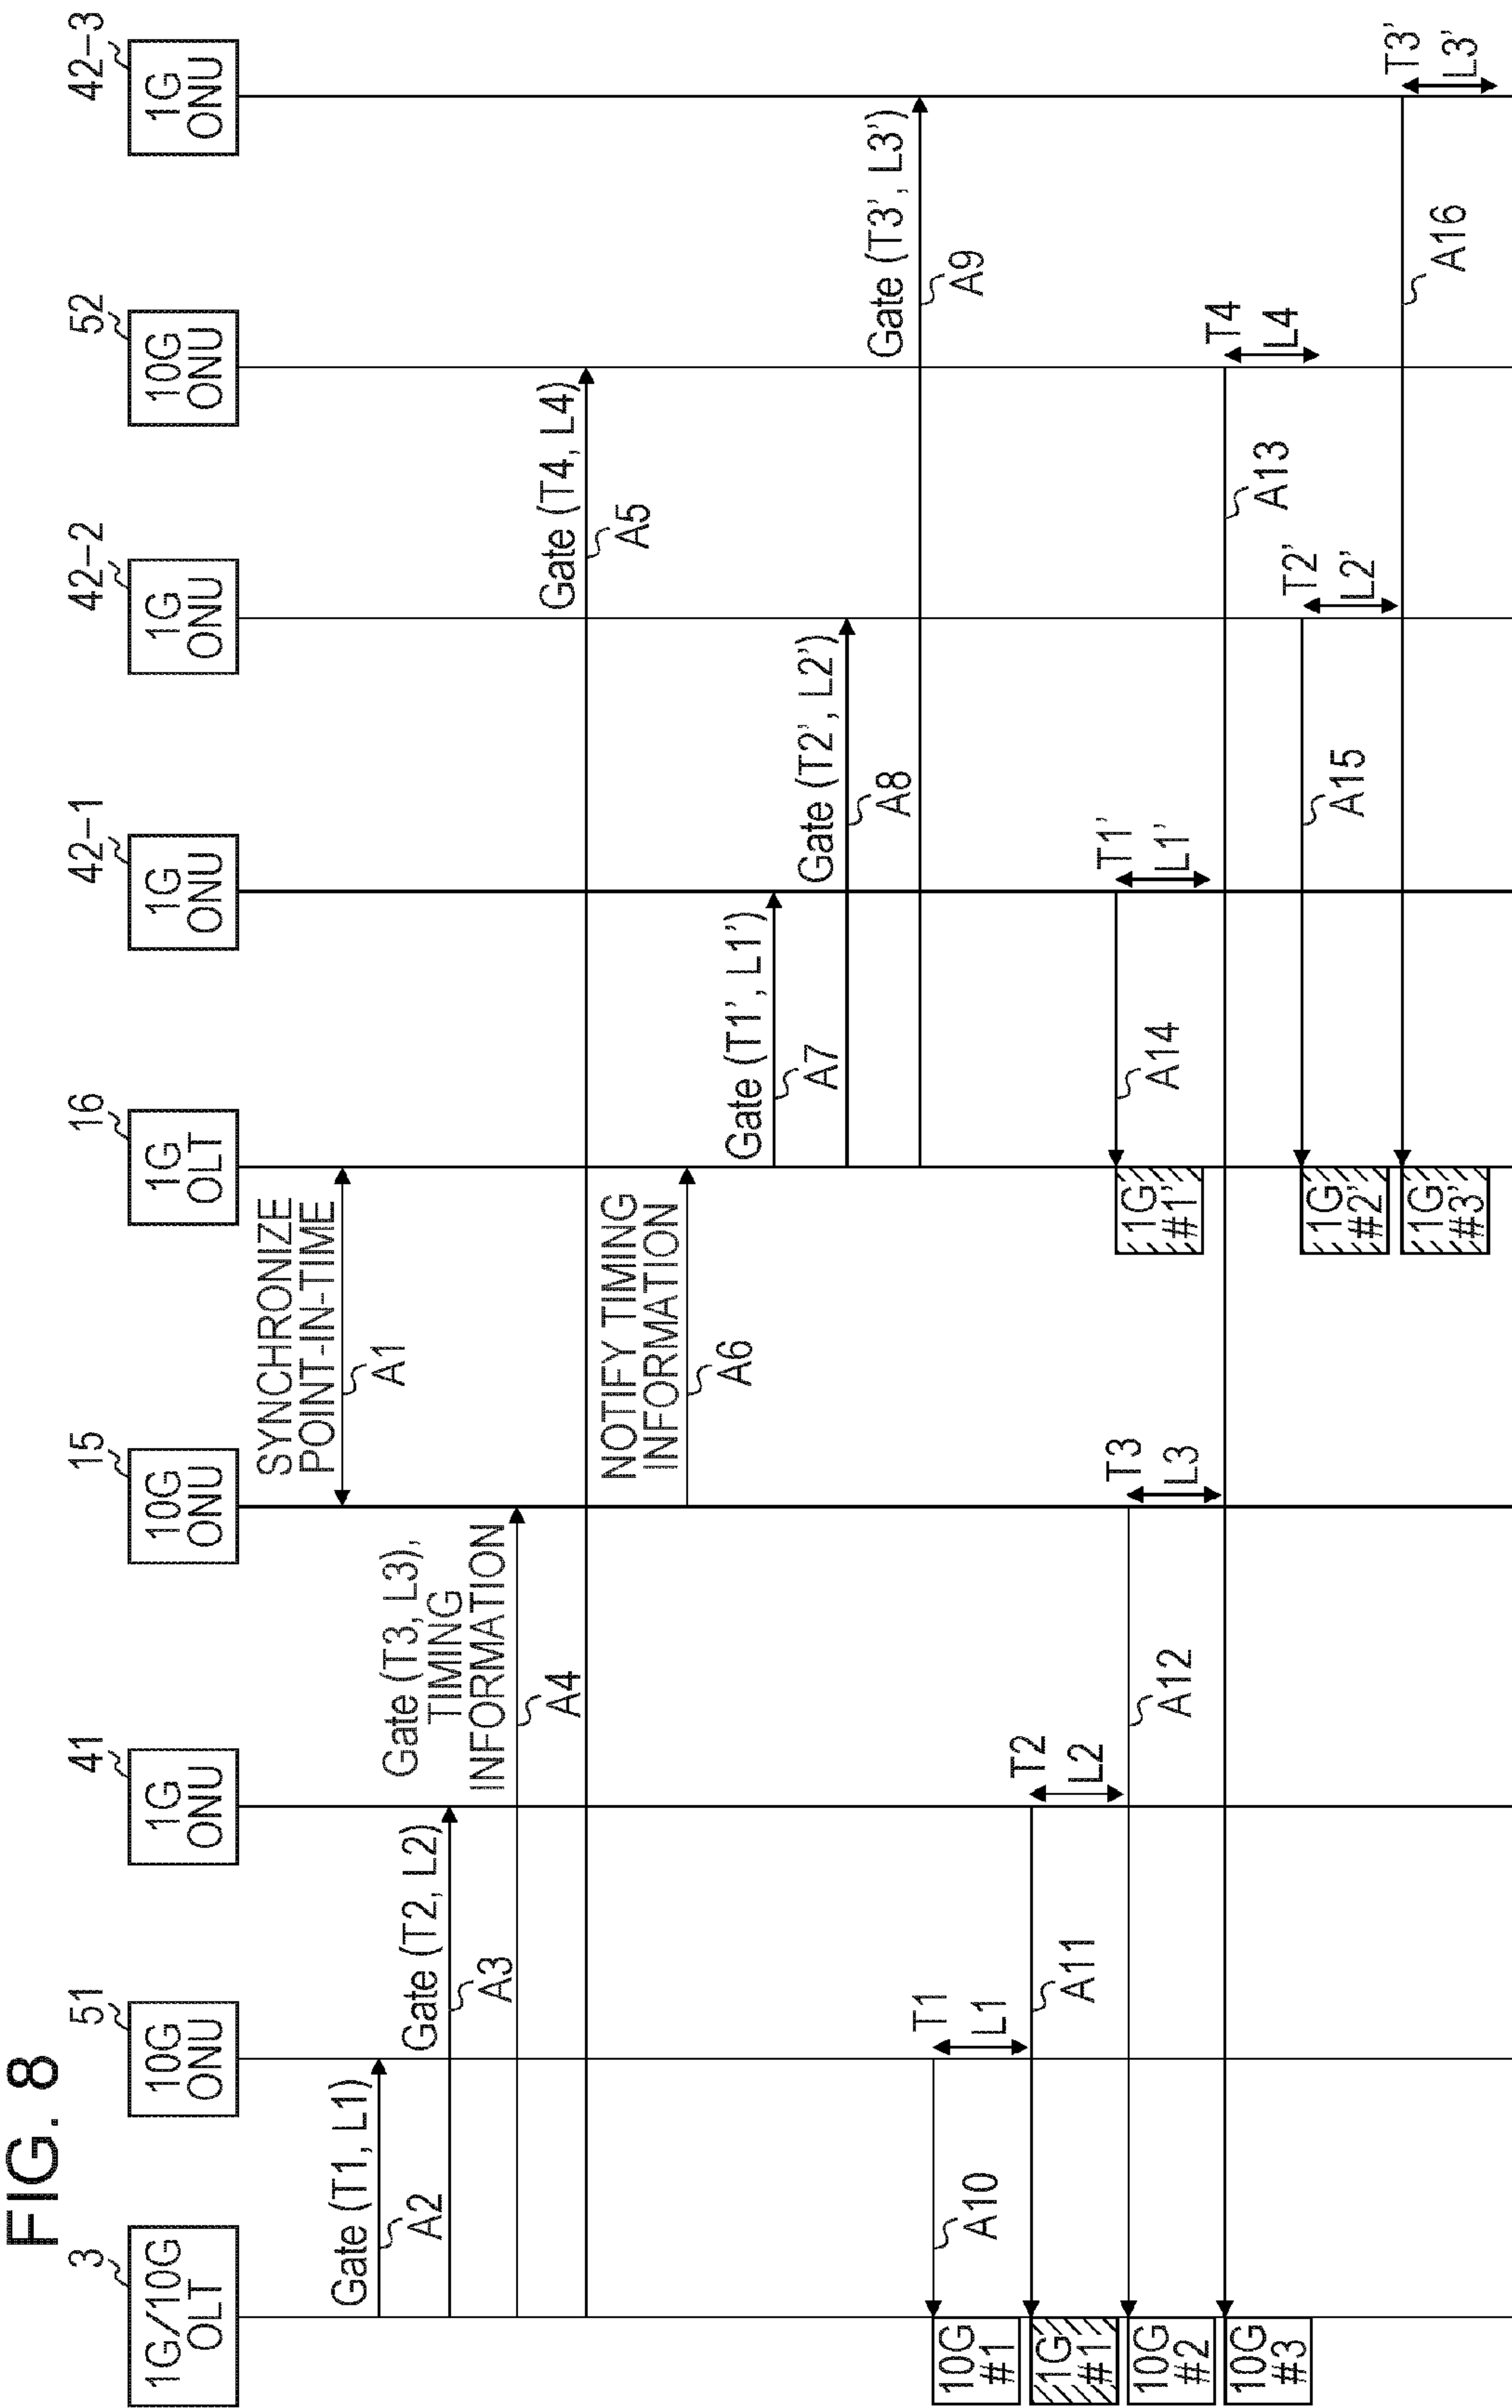 FIG. 8
3
1G/10G
OLT
51
10G
ONU
41
1G
ONU
15
10G
ONU
16
1G
OLT
42-1
1G
ONU
42-2
1G
ONU
52
10G
ONU
42-3
1G
ONU
SYNCHRONIZE
POINT-IN-TIME
A1
Gate (T1, L1)
A2
Gate (T2, L2)
A3
Gate (T3, L3),
TIMING
INFORMATION
A4
Gate (T4, L4)
A5
NOTIFY TIMING
INFORMATION
A6
Gate (T1', L1')
A7
Gate (T2', L2')
A8
Gate (T3', L3')
A9
T1
L1
A10
10G
#1
T2
L2
A11
1G
#1
T3
L3
A12
10G
#2
T1'
L1'
A14
1G
#1'
T4
L4
A13
10G
#3
T2'
L2'
A15
1G
#2'
T3'
L3'
A16
1G
#3'